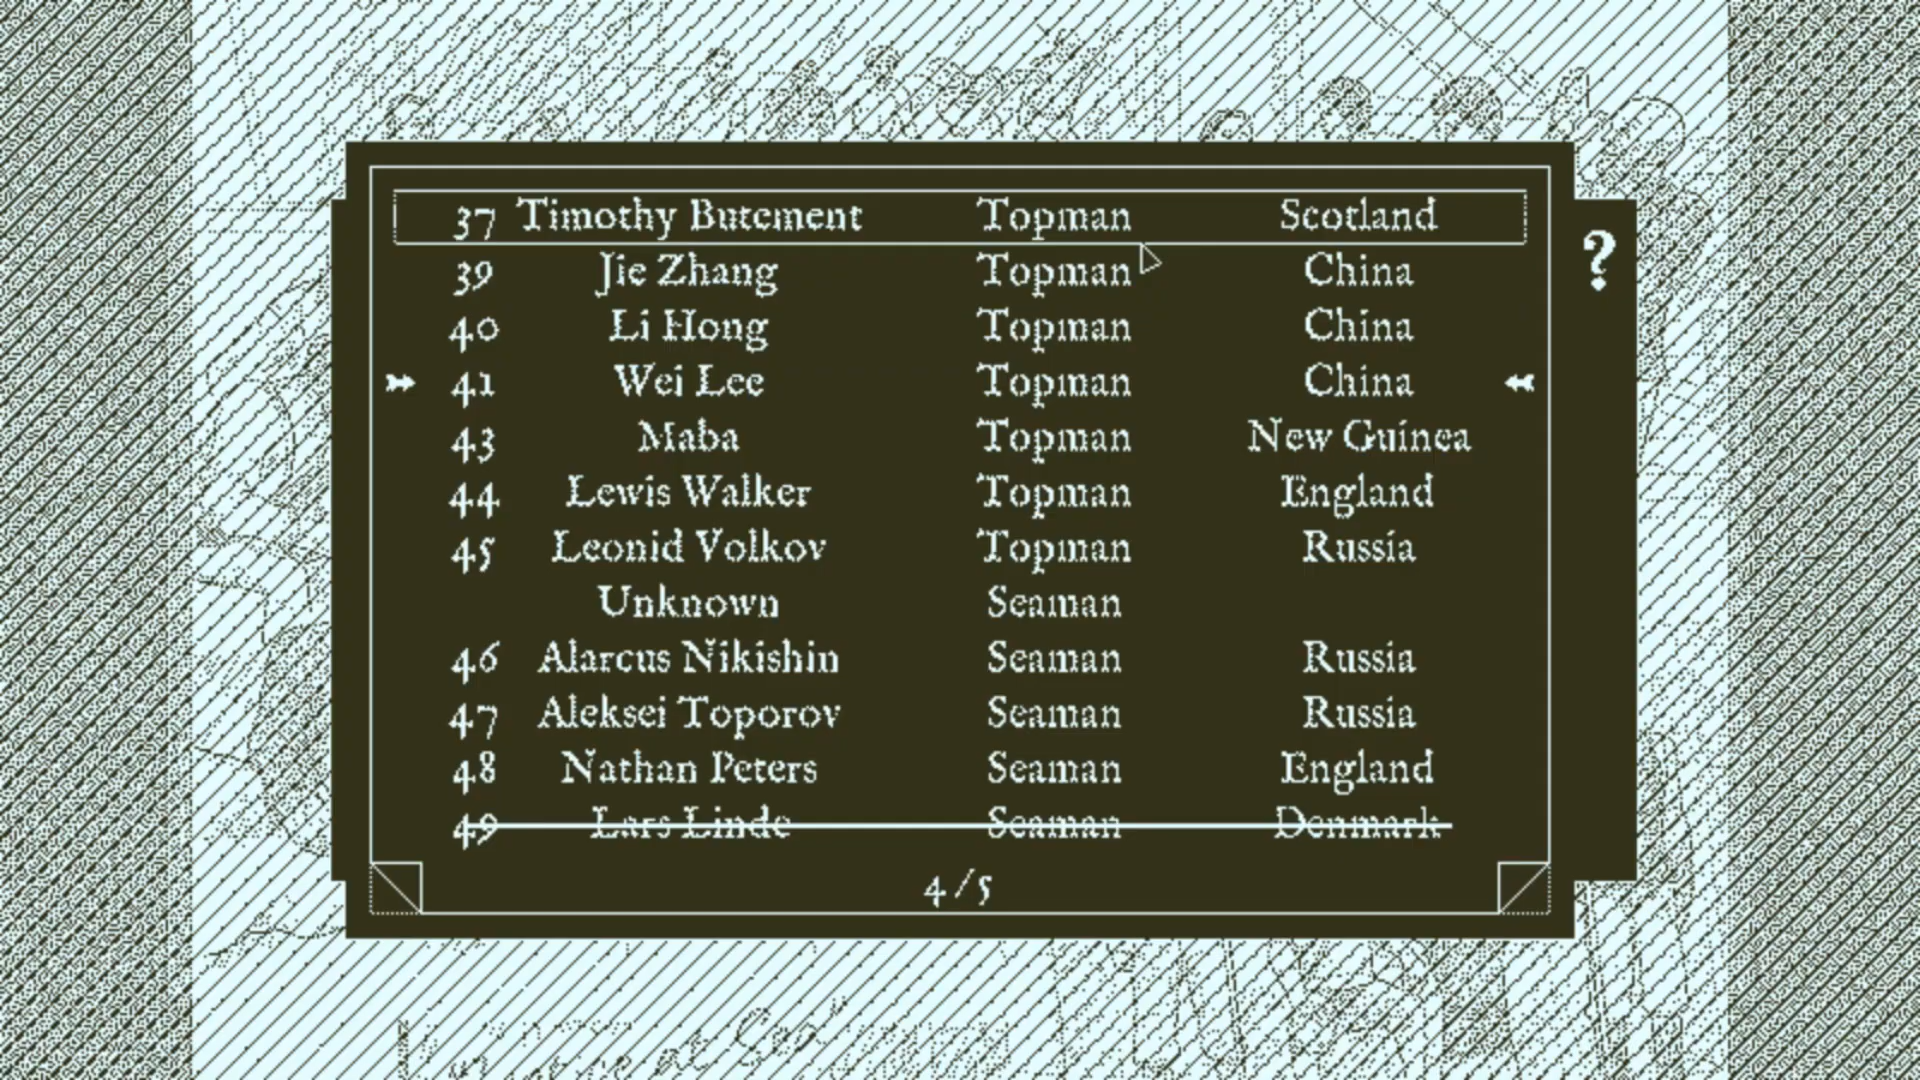 37 Timothy Butement Topman Scotland
?
39 Jie Zhang Topman China
40 Li Hong Topman China
41 Wei Lee Topman China
43 Maba Topman New Guinea
44 Lewis Walker Topman England
45 Leonid Volkov Topman Russia
Unknown Seaman
46 Alarcus Nikishin Seaman Russia
47 Aleksei Toporov Seaman Russia
48 Nathan Peters Seaman England
49 Lars Linde Seaman Denmark
4/5